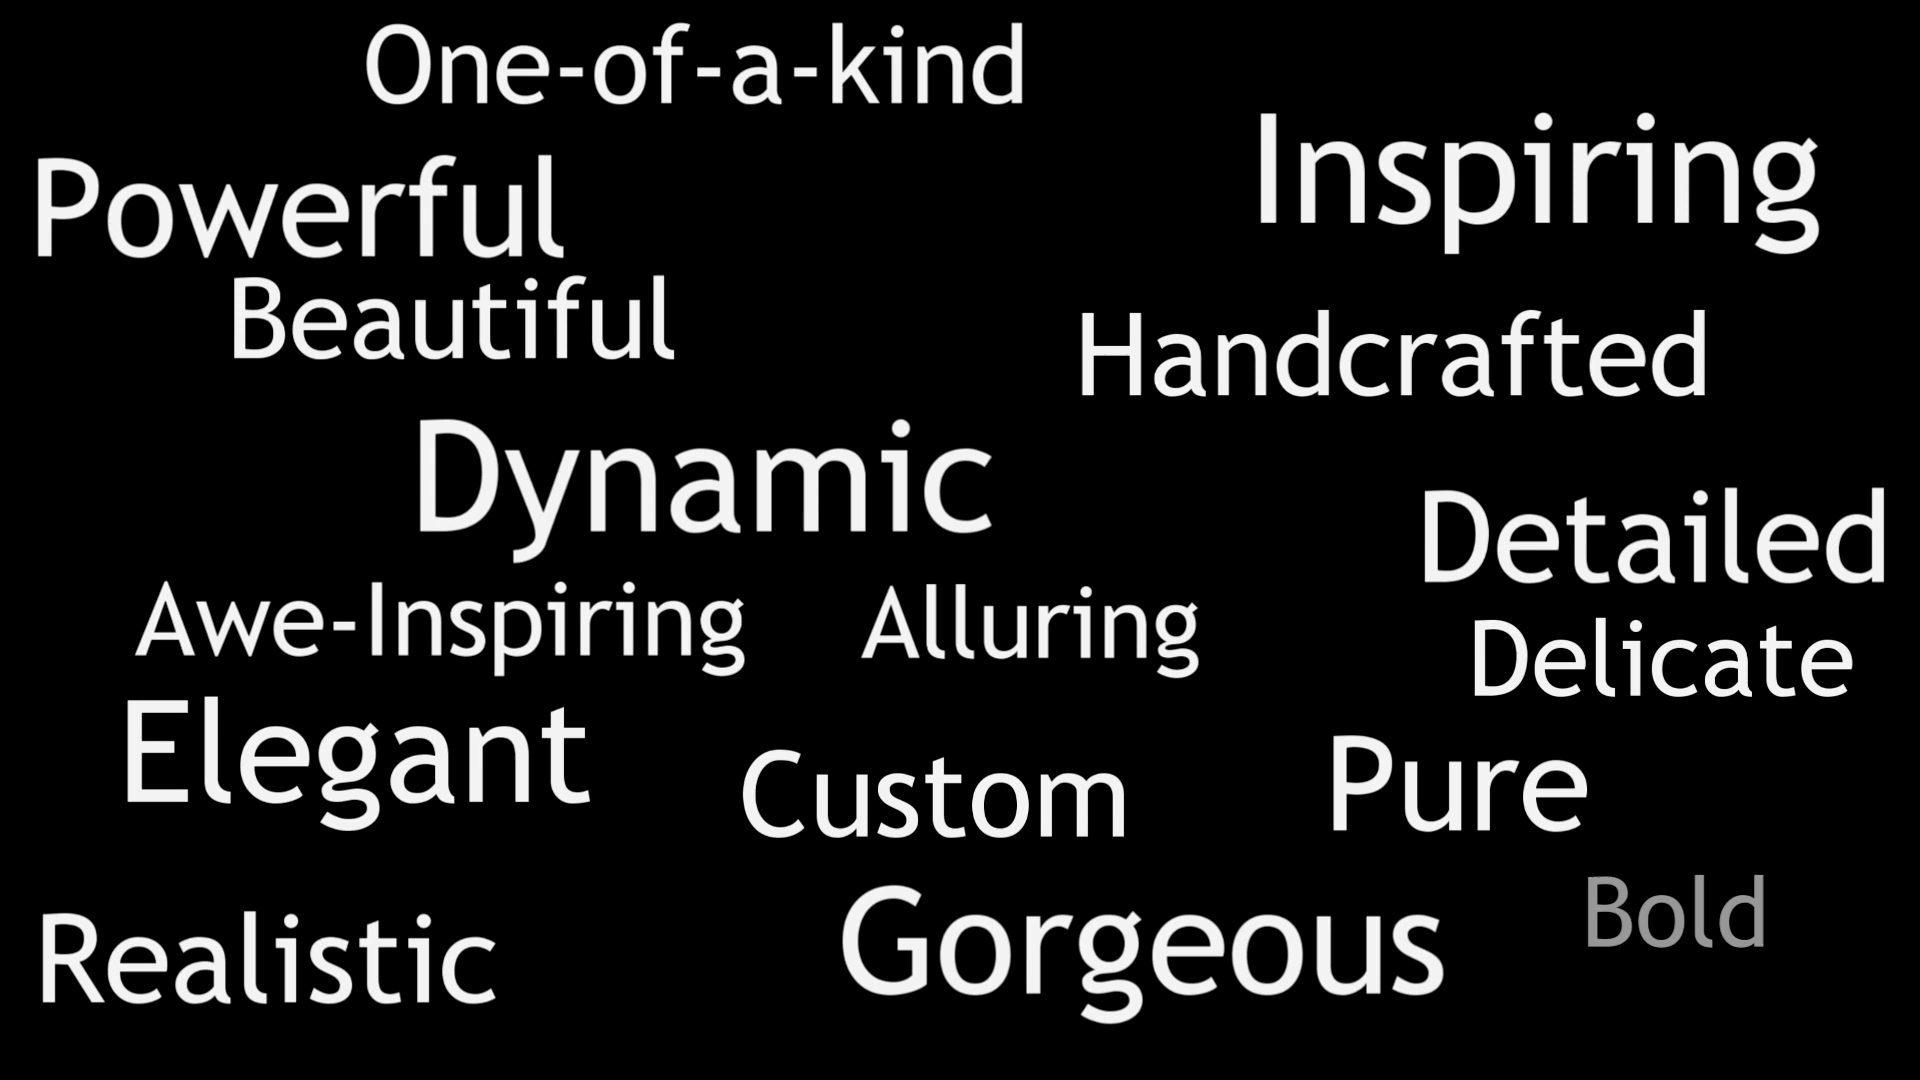 One-of-a-kind
Inspiring
Powerful
Beautiful
Handcrafted
Dynamic
Detailed
Awe-Inspiring
Alluring
Delicate
Elegant
Custom
Pure
Bold
Realistic
Gorgeous